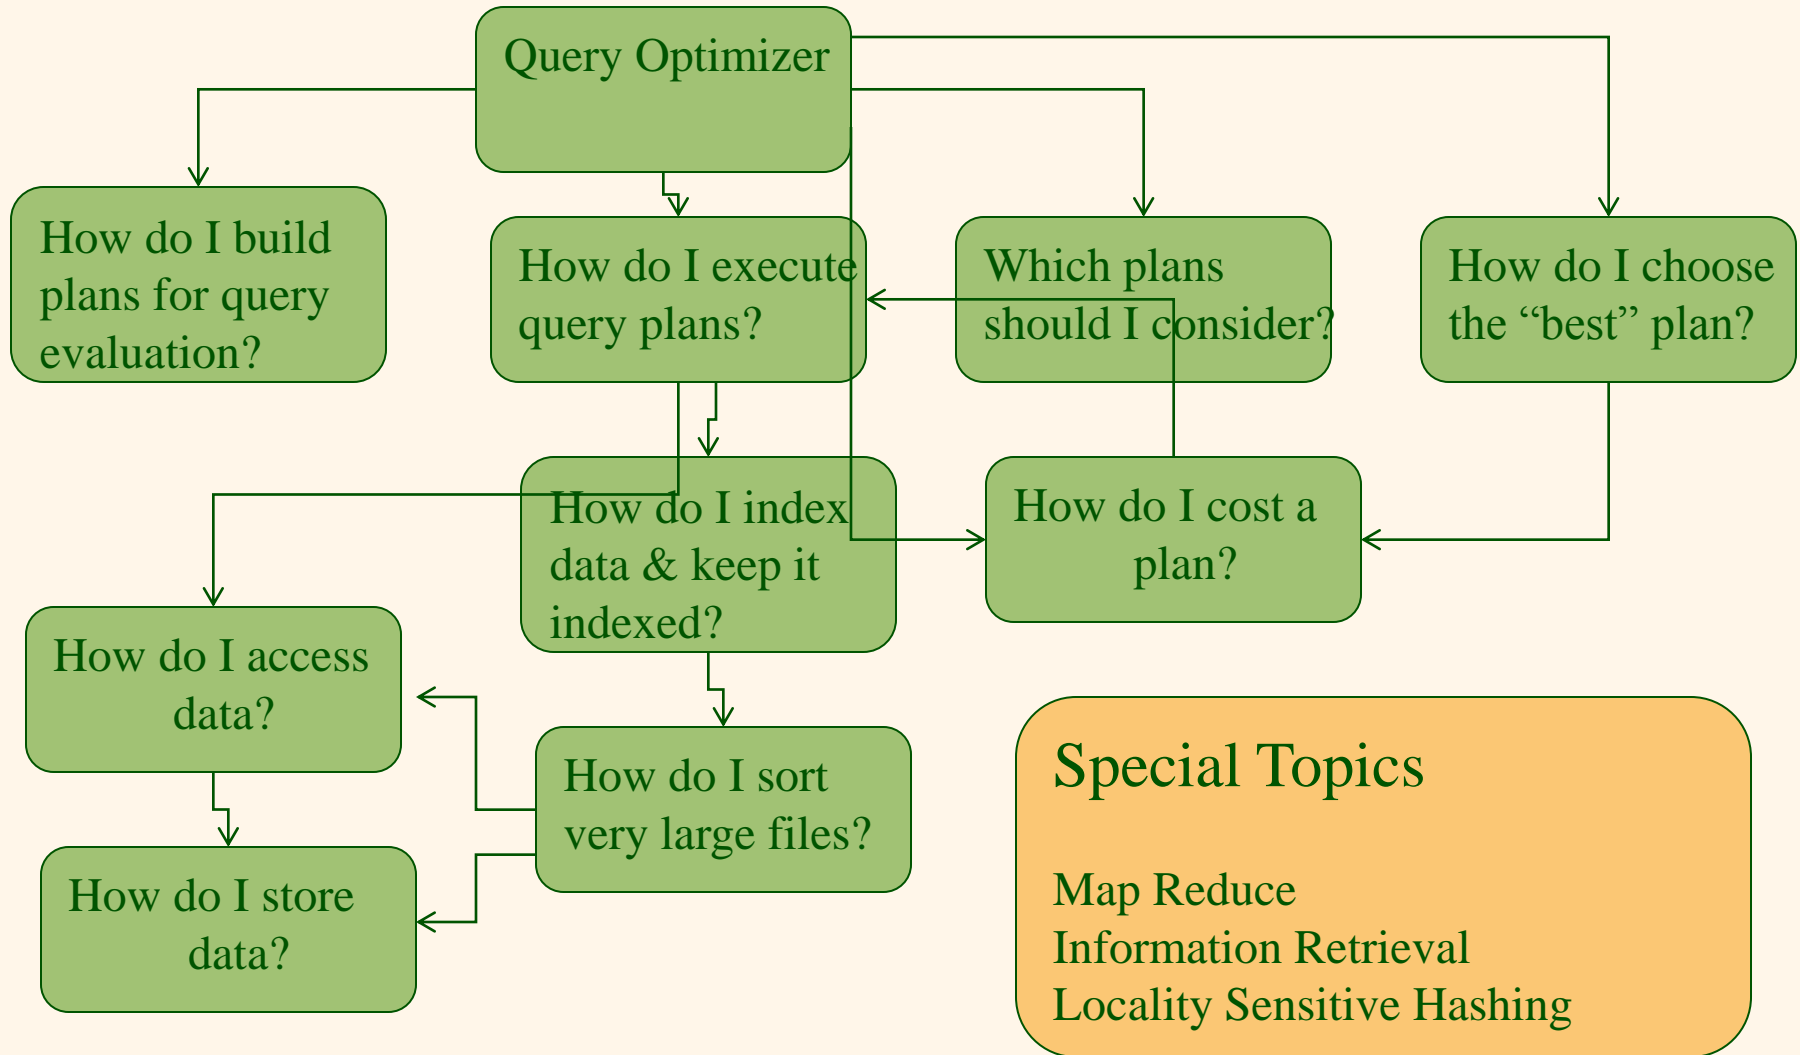 Query Optimizer
How do I build
plans for query
evaluation?
How do I execute
query plans?
Which plans
should I consider?
How do I choose
the “best” plan?
How do I index
data & keep it
indexed?
How do I cost a
plan?
How do I access
data?
How do I sort
very large files?
How do I store
data?
Special Topics
Map Reduce
Information Retrieval
Locality Sensitive Hashing